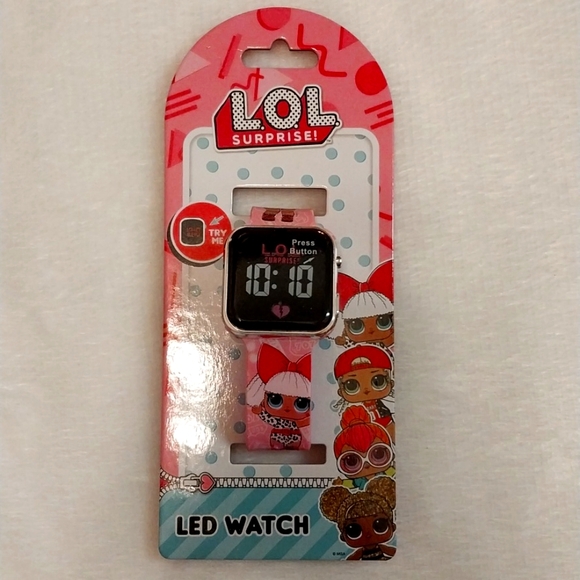 L.O.L.
SURPRISE!
TRY
ME
L.O.L.
SURPRISE!
Press
Button
10:10
LED WATCH